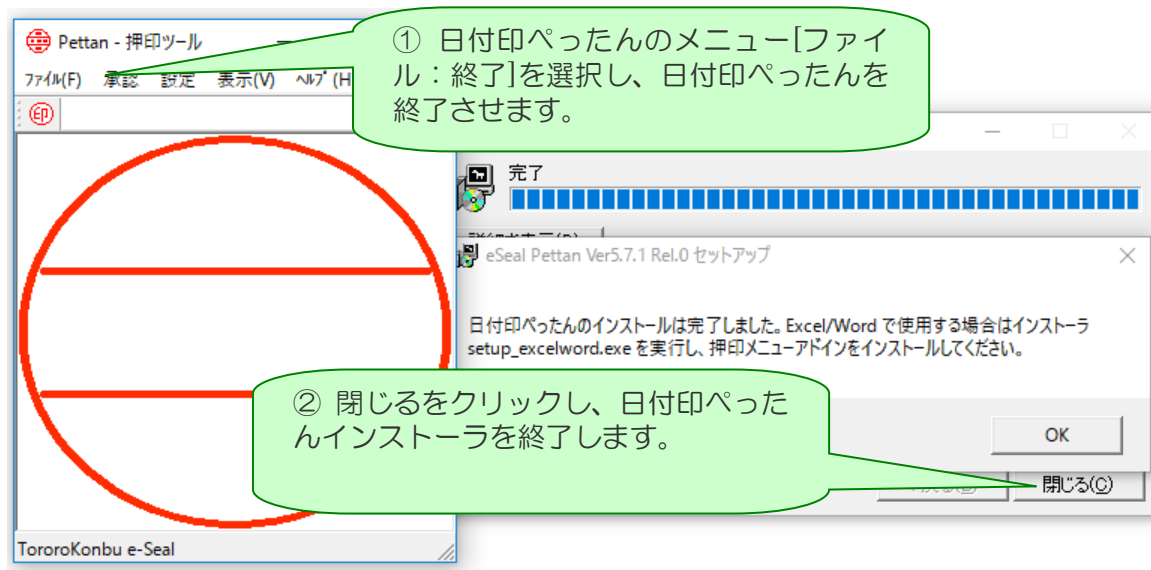 Pettan - 押印ツール
① 日付印ぺったんのメニュー[ファイ
ル：終了]を選択し、日付印ぺったんを
終了させます。
ﾌｧｲﾙ(F) 承認 設定 表示(V) ﾍﾙﾌﾟ(H
印
完了
eSeal Pettan Ver5.7.1 Rel.0 セットアップ
日付印ぺったんのインストールは完了しました。Excel/Word で使用する場合はインストーラ
setup_excelword.exe を実行し、押印メニューアドインをインストールしてください。
② 閉じるをクリックし、日付印ぺった
んインストーラを終了します。
OK
閉じる(C)
TororoKonbu e-Seal